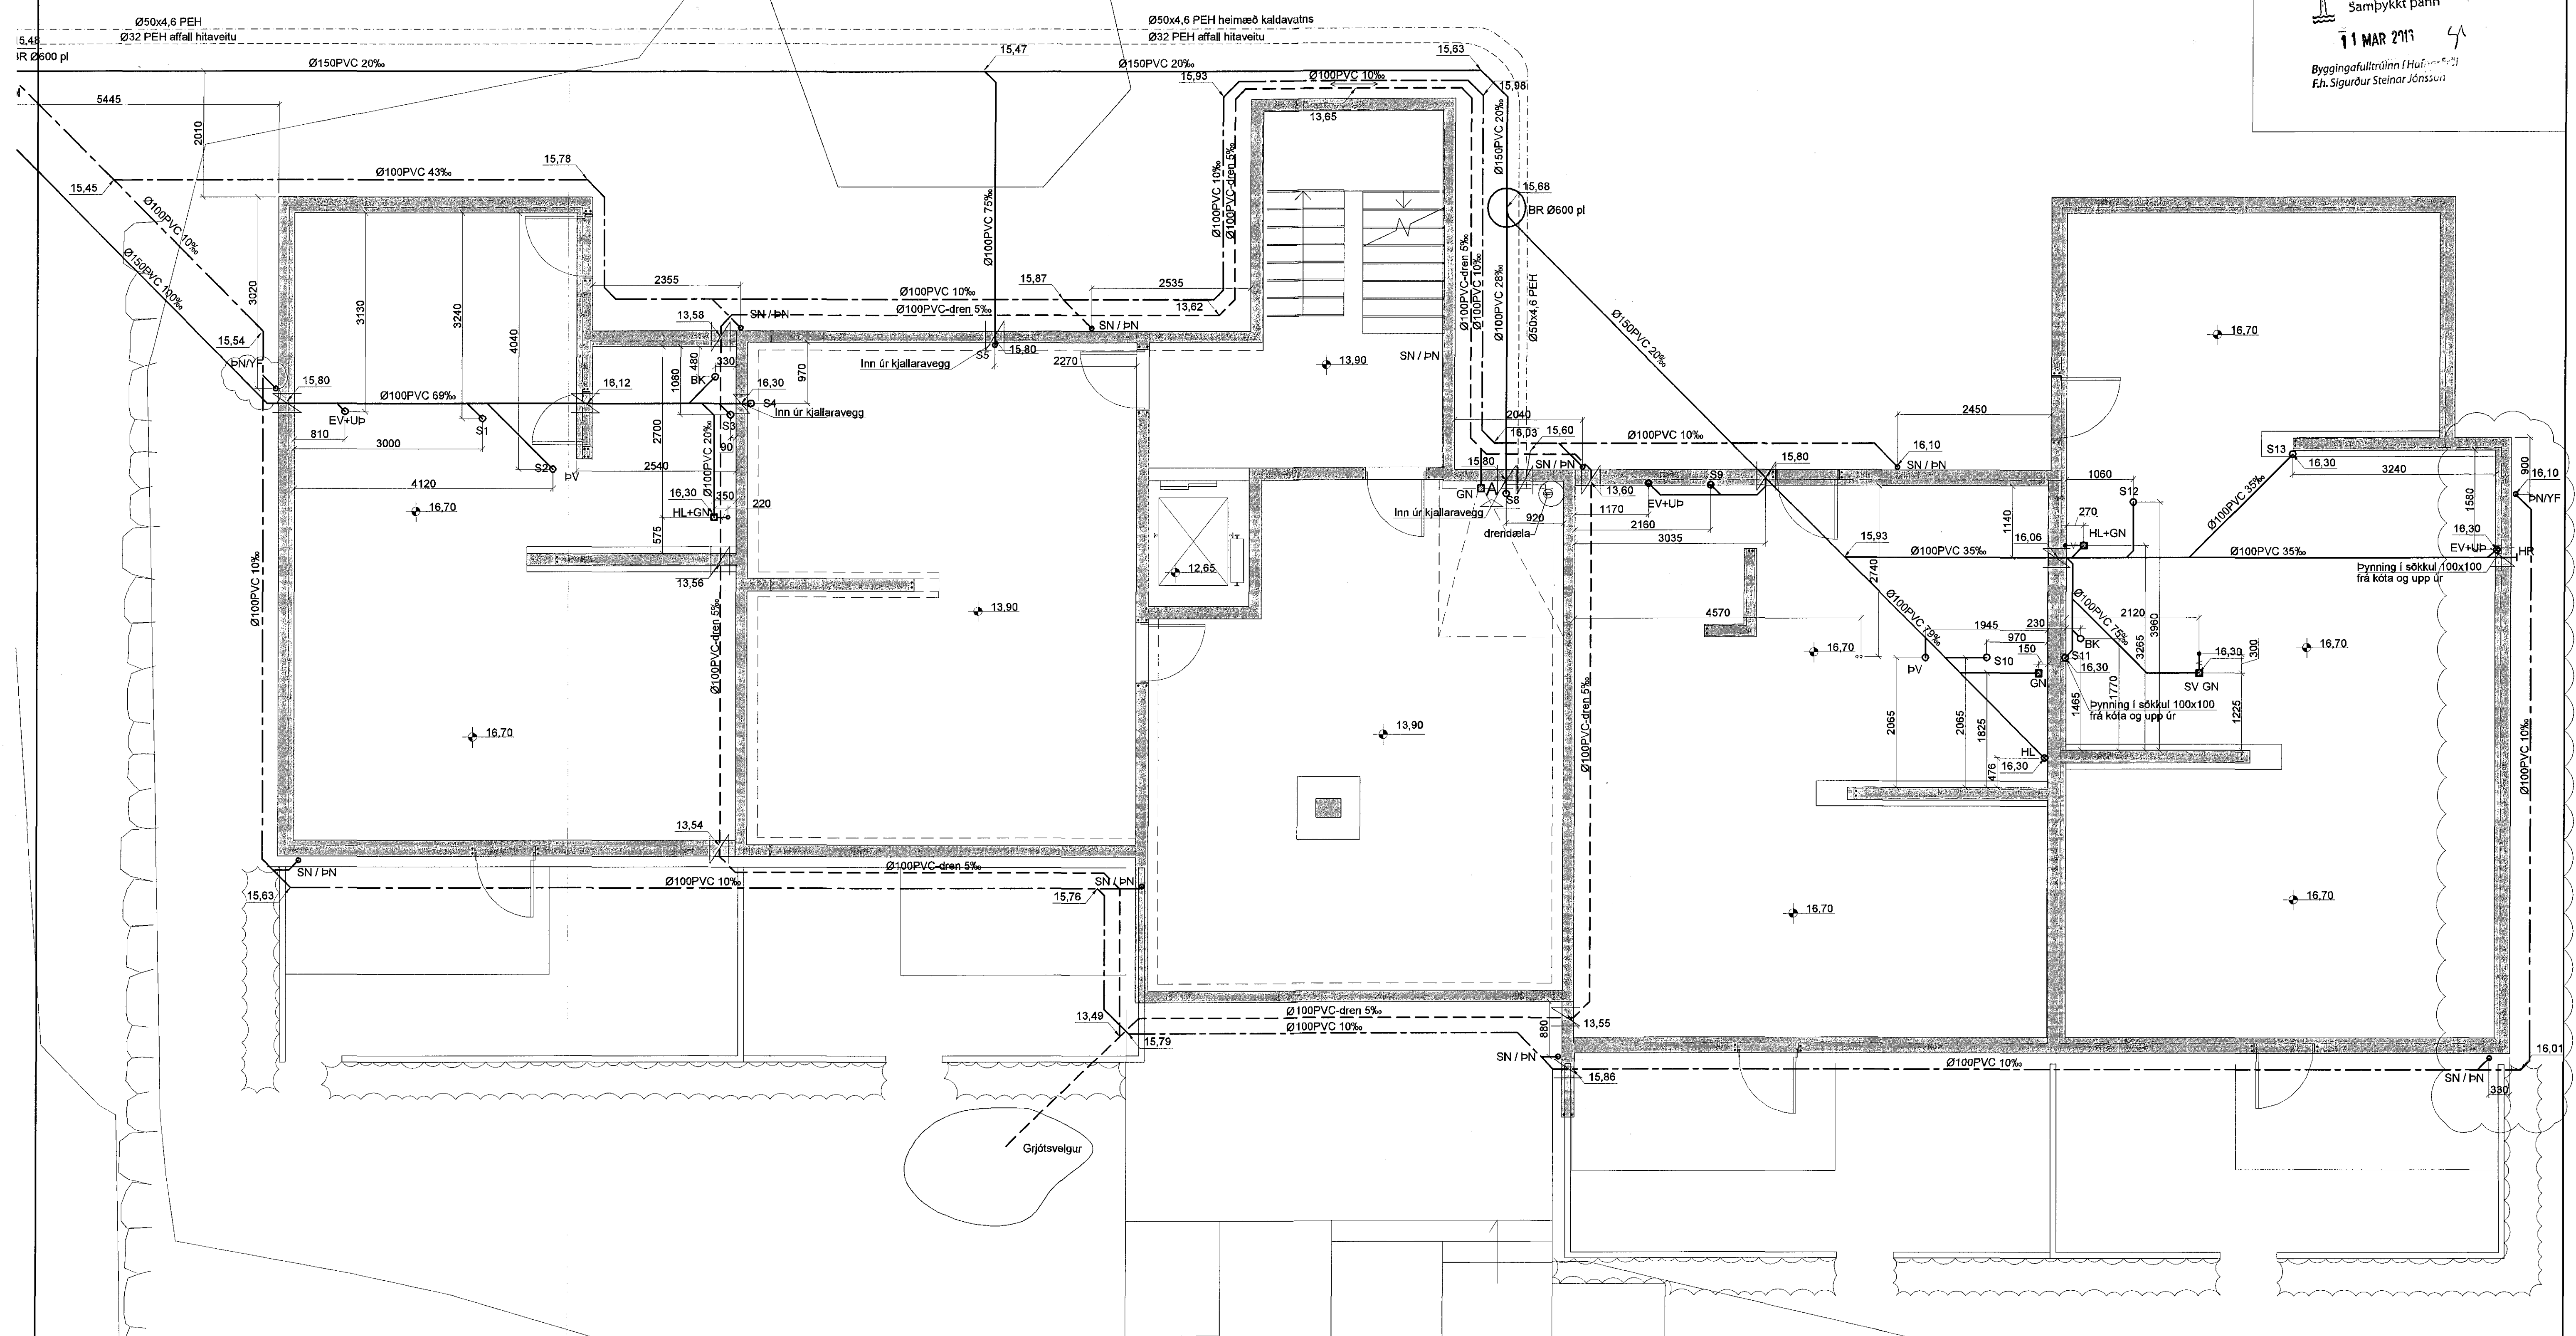 Ø50x4,6 PEH
Ø32 PEH affall hitaveitu
15,48
BR Ø600 pl
Ø150PVC 20‰
5445
2010
Ø50x4,6 PEH heimæð kaldavatns
Ø32 PEH affall hitaveitu
15,47
Ø150PVC 20‰
15,63
15,93
Ø100PVC 10‰
15,98
13,65
Ø150PVC 20‰
Samþykkt þann
11 MAR 2013
Byggingafulltrúinn í Hafnarfirði
F.h. Sigurður Steinar Jónsson
15,45
Ø100PVC 43‰
15,78
Ø100PVC 10‰
Ø150PVC 100‰
3020
3130
3240
4040
15,54
ÞN/YF
15,80
Ø100PVC 69‰
16,12
EV+UÞ
810
3000
S1
S2
ÞV
4120
16,70
2355
Ø100PVC 10‰
Ø100PVC-dren 5‰
13,58
SN / ÞN
15,87
2535
13,62
SN / ÞN
Ø100PVC 75‰
Ø100PVC 10‰
Ø100PVC-dren 5‰
S5
15,80
2270
Inn úr kjallaravegg
330
480
1080
BK
16,30
970
S4
Inn úr kjallaravegg
S3
90
2700
Ø100PVC 20‰
2540
16,30
350
220
HL+GN
575
13,56
Ø100PVC-dren 5‰
13,90
16,70
13,54
Ø100PVC 10‰
SN / ÞN
15,63
Ø100PVC 10‰
Ø100PVC-dren 5‰
SN / ÞN
15,76
13,49
15,79
Grjótsvelgur
13,90
SN / ÞN
12,65
13,90
Ø100PVC-dren 5‰
Ø100PVC 10‰
Ø100PVC 28‰
Ø50x4,6 PEH
15,68
BR Ø600 pl
Ø150PVC 20‰
2040
16,03
15,60
Ø100PVC 10‰
15,80
SN / ÞN
GN
A
S8
Inn úr kjallaravegg
920
drendæla
13,60
1170
EV+UÞ
S9
2160
3035
15,80
2450
16,10
SN / ÞN
15,93
Ø100PVC 35‰
1140
16,06
2740
4570
Ø100PVC 79‰
16,70
1945
230
970
150
ÞV
S10
GN
2065
2065
1825
476
HL
16,30
Ø100PVC-dren 5‰
16,70
16,70
1060
S12
270
HL+GN
S13
16,30
3240
900
16,10
ÞN/YF
1580
16,30
EV+UÞ
HR
Ø100PVC 35‰
Ø100PVC 35‰
Þynning í sökkul 100x100
frá kóta og upp úr
Ø100PVC 75‰
2120
3265
3960
BK
S11
16,30
16,30
300
SV GN
1465
1770
1225
Þynning í sökkul 100x100
frá kóta og upp úr
16,70
16,70
Ø100PVC 10‰
Ø100PVC-dren 5‰
Ø100PVC 10‰
880
13,55
SN / ÞN
15,86
Ø100PVC 10‰
16,01
SN / ÞN
330